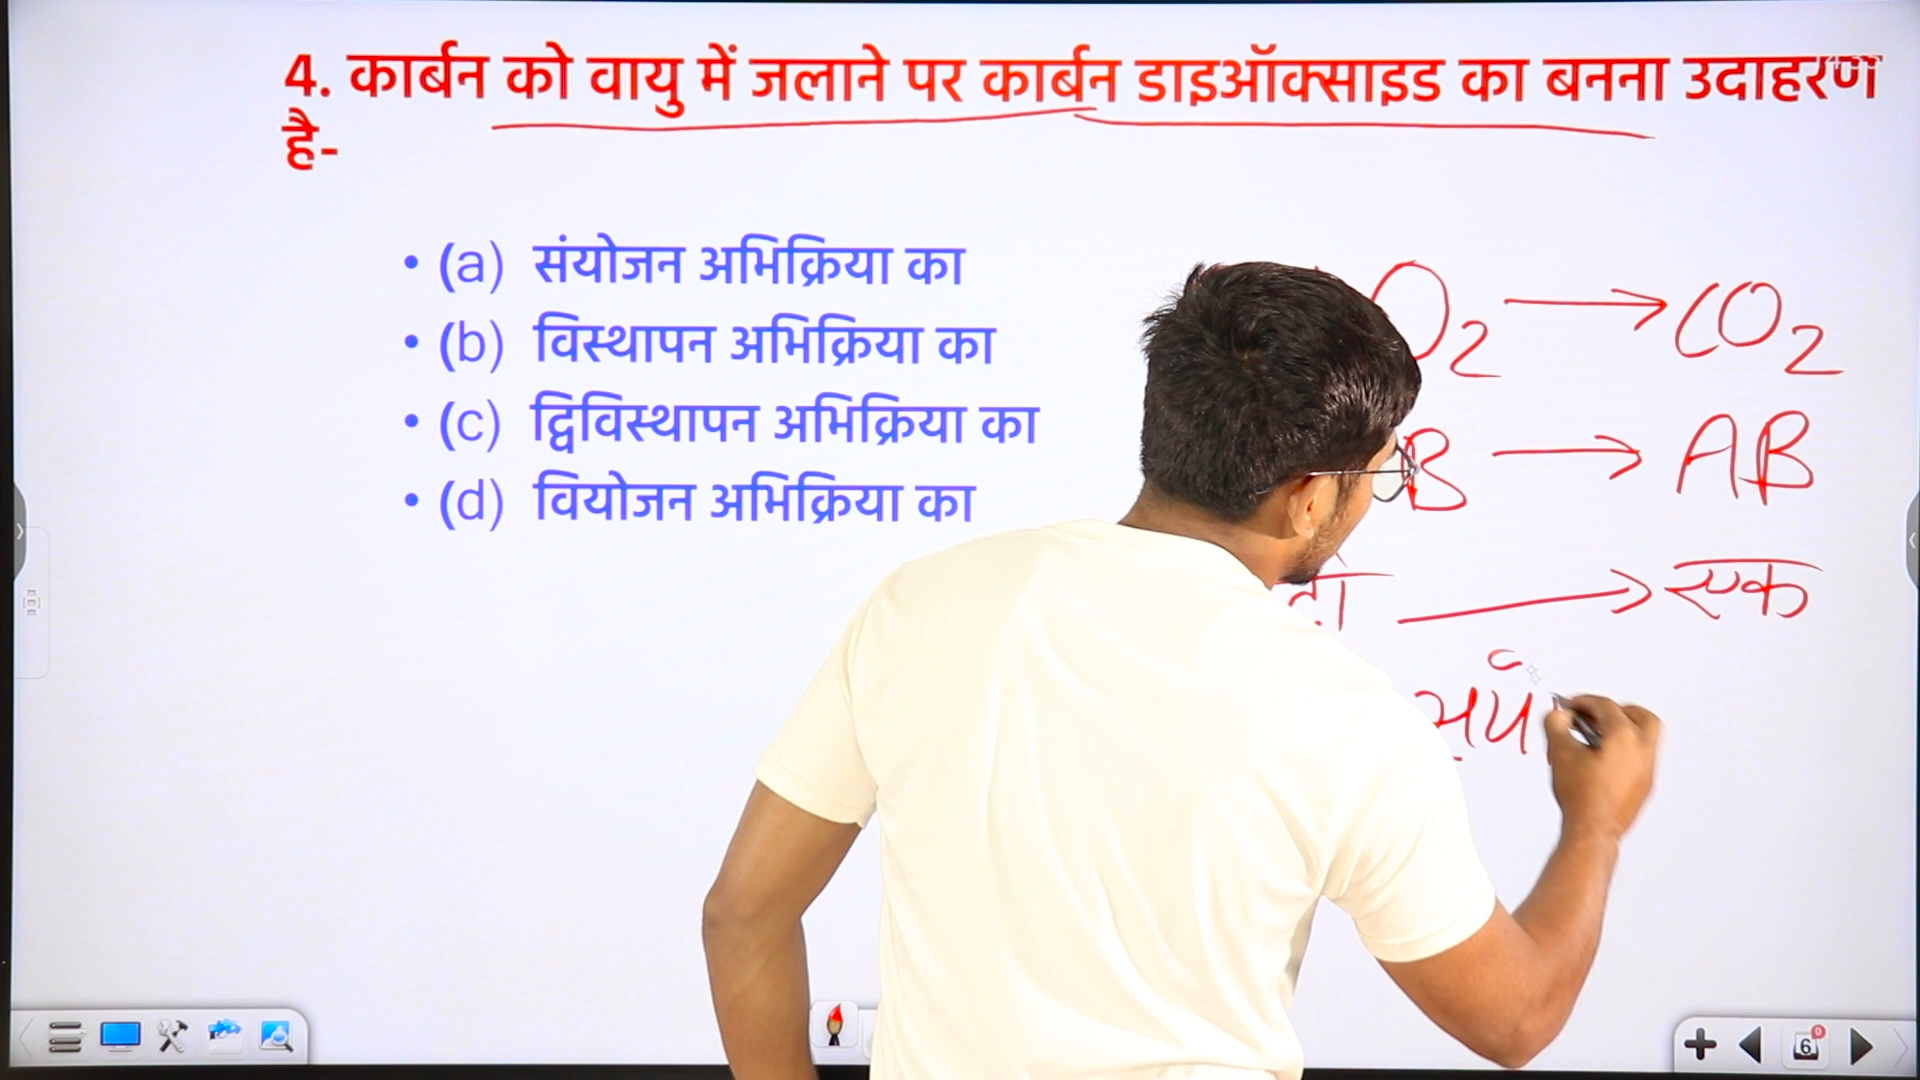 4. कार्बन को वायु में जलाने पर कार्बन डाइऑक्साइड का बनना उदाहरण
है-
• (a) संयोजन अभिक्रिया का
• (b) विस्थापन अभिक्रिया का
• (c) द्विविस्थापन अभिक्रिया का
• (d) वियोजन अभिक्रिया का
O2 → CO2
B → AB
→ एक
6